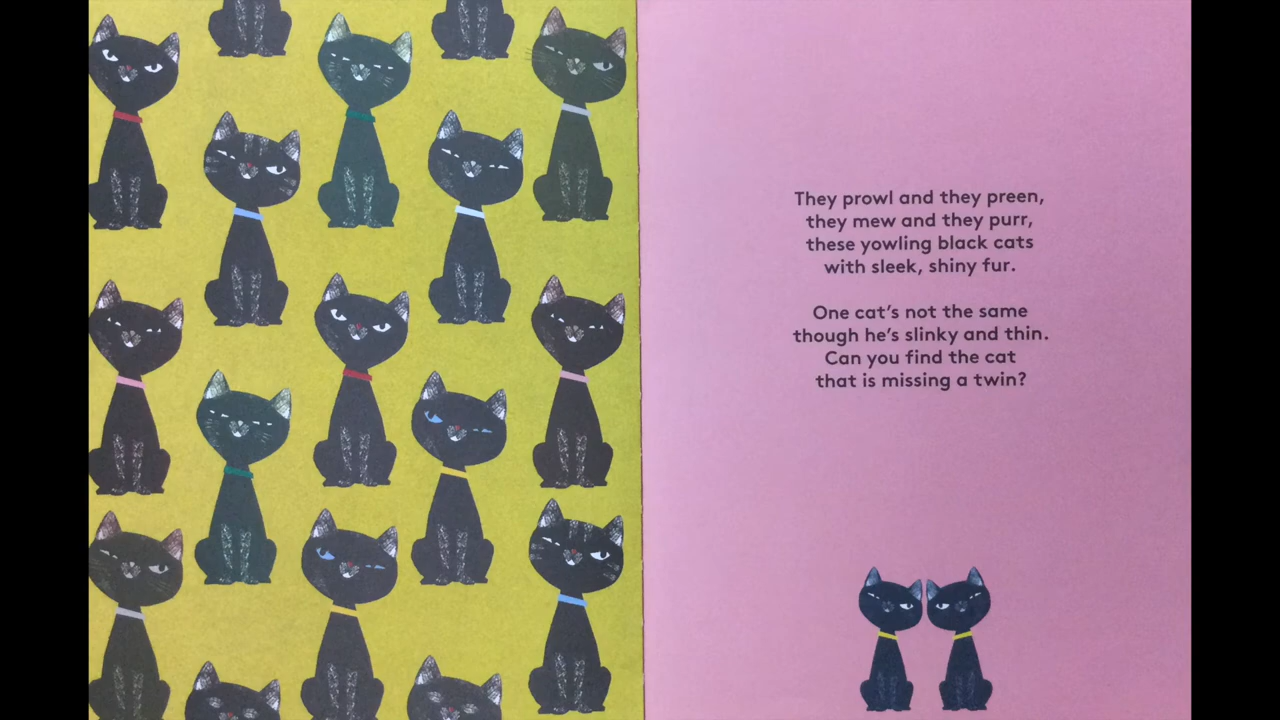 They prowl and they preen,
they mew and they purr,
these yowling black cats
with sleek, shiny fur.
One cat's not the same
though he's slinky and thin.
Can you find the cat
that is missing a twin?